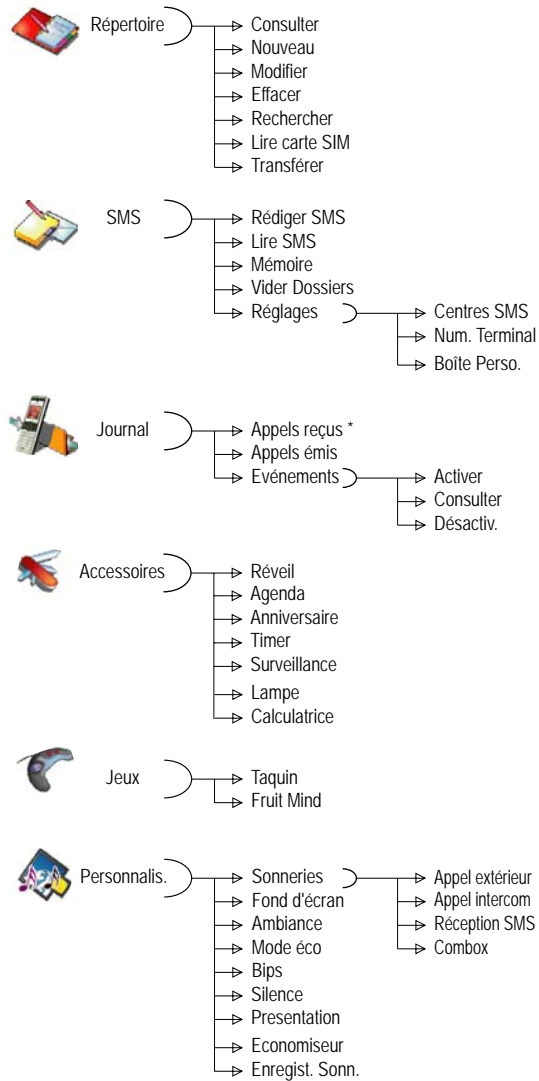 Répertoire
Consulter
Nouveau
Modifier
Effacer
Rechercher
Lire carte SIM
Transférer
SMS
Rédiger SMS
Lire SMS
Mémoire
Vider Dossiers
Réglages
Centres SMS
Num. Terminal
Boîte Perso.
Journal
Appels reçus *
Appels émis
Evénements
Activer
Consulter
Désactiv.
Accessoires
Réveil
Agenda
Anniversaire
Timer
Surveillance
Lampe
Calculatrice
Jeux
Taquin
Fruit Mind
Personnalis.
Sonneries
Appel extérieur
Appel intercom
Réception SMS
Combox
Fond d'écran
Ambiance
Mode éco
Bips
Silence
Presentation
Economiseur
Enregist. Sonn.